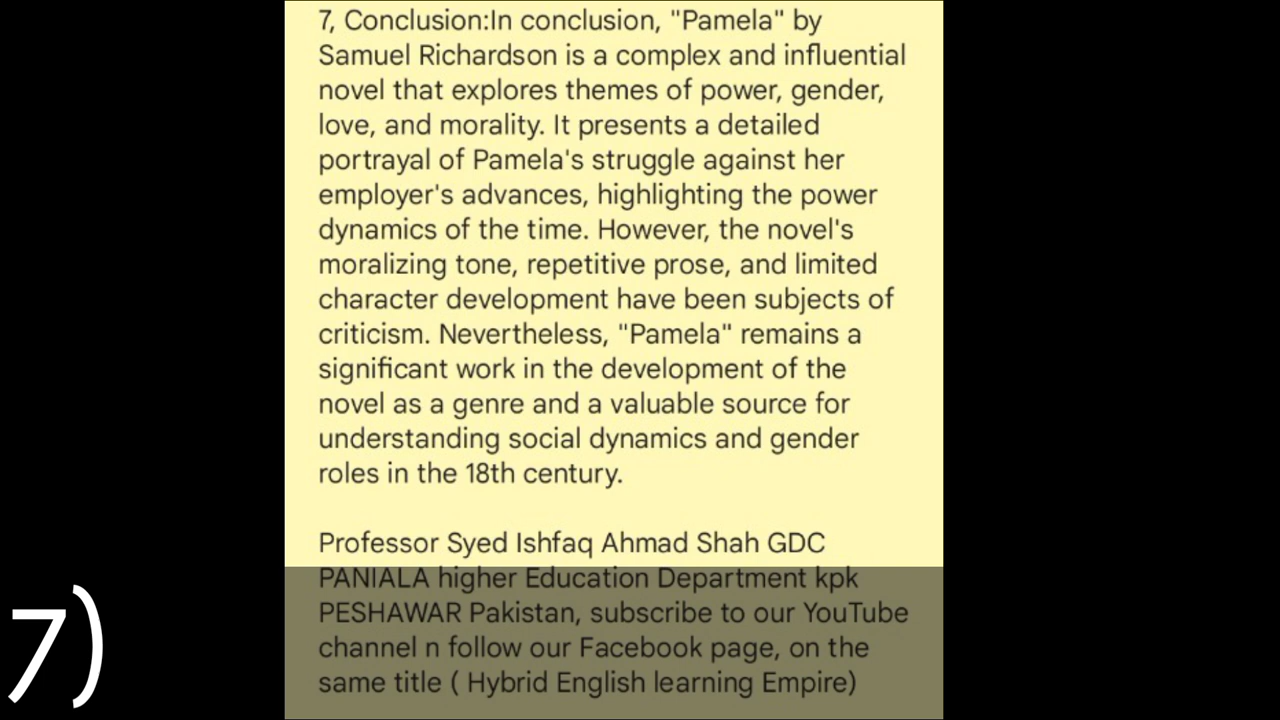 7, Conclusion:In conclusion, "Pamela" by
Samuel Richardson is a complex and influential
novel that explores themes of power, gender,
love, and morality. It presents a detailed
portrayal of Pamela's struggle against her
employer's advances, highlighting the power
dynamics of the time. However, the novel's
moralizing tone, repetitive prose, and limited
character development have been subjects of
criticism. Nevertheless, "Pamela" remains a
significant work in the development of the
novel as a genre and a valuable source for
understanding social dynamics and gender
roles in the 18th century.
Professor Syed Ishfaq Ahmad Shah GDC
PANIALA higher Education Department kpk
PESHAWAR Pakistan, subscribe to our YouTube
channel n follow our Facebook page, on the
same title ( Hybrid English learning Empire)
7)